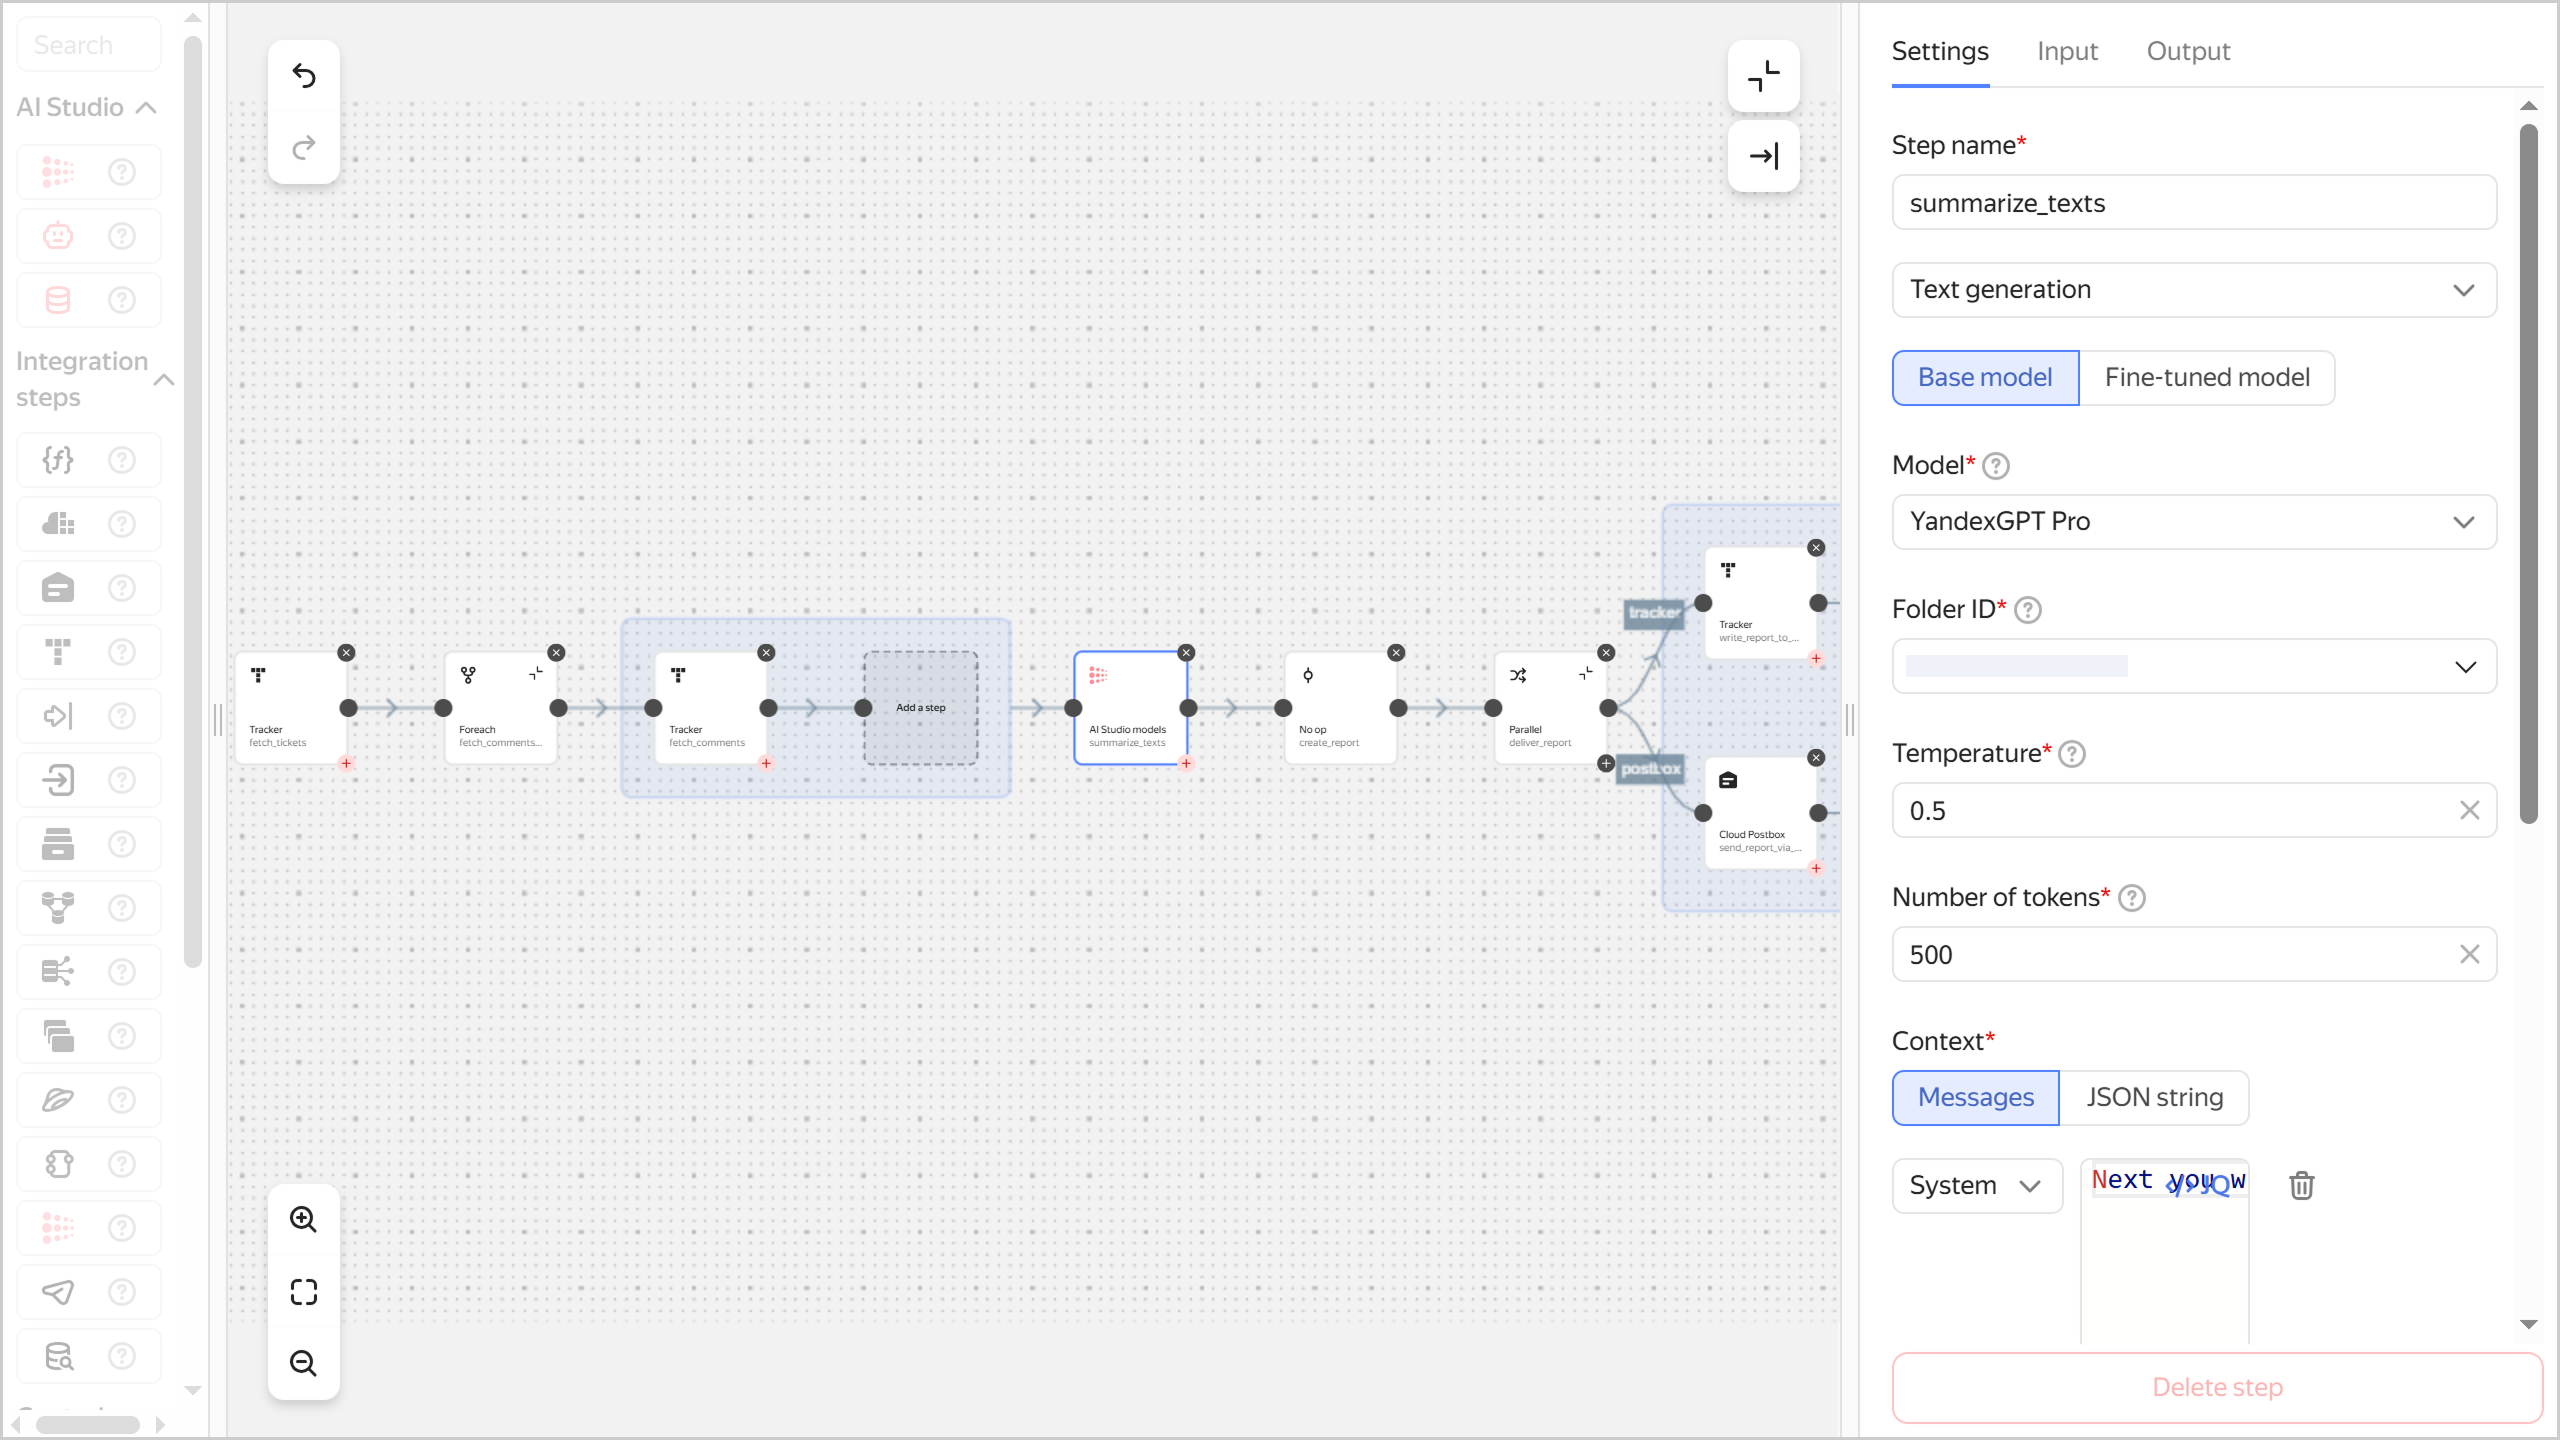 Search
AI Studio
Integration
steps
Tracker
fetch_tickets
Foreach
fetch_comments...
Tracker
fetch_comments
Add a step
AI Studio models
summarize_texts
No op
create_report
Parallel
deliver_report
tracker
postbox
Tracker
write_report_to_...
Cloud Postbox
send_report_via_...
Settings
Input
Output
Step name*
summarize_texts
Text generation
Base model
Fine-tuned model
Model*
YandexGPT Pro
Folder ID*
Temperature*
0.5
Number of tokens*
500
Context*
Messages
JSON string
System
Next you w
JQ
Delete step